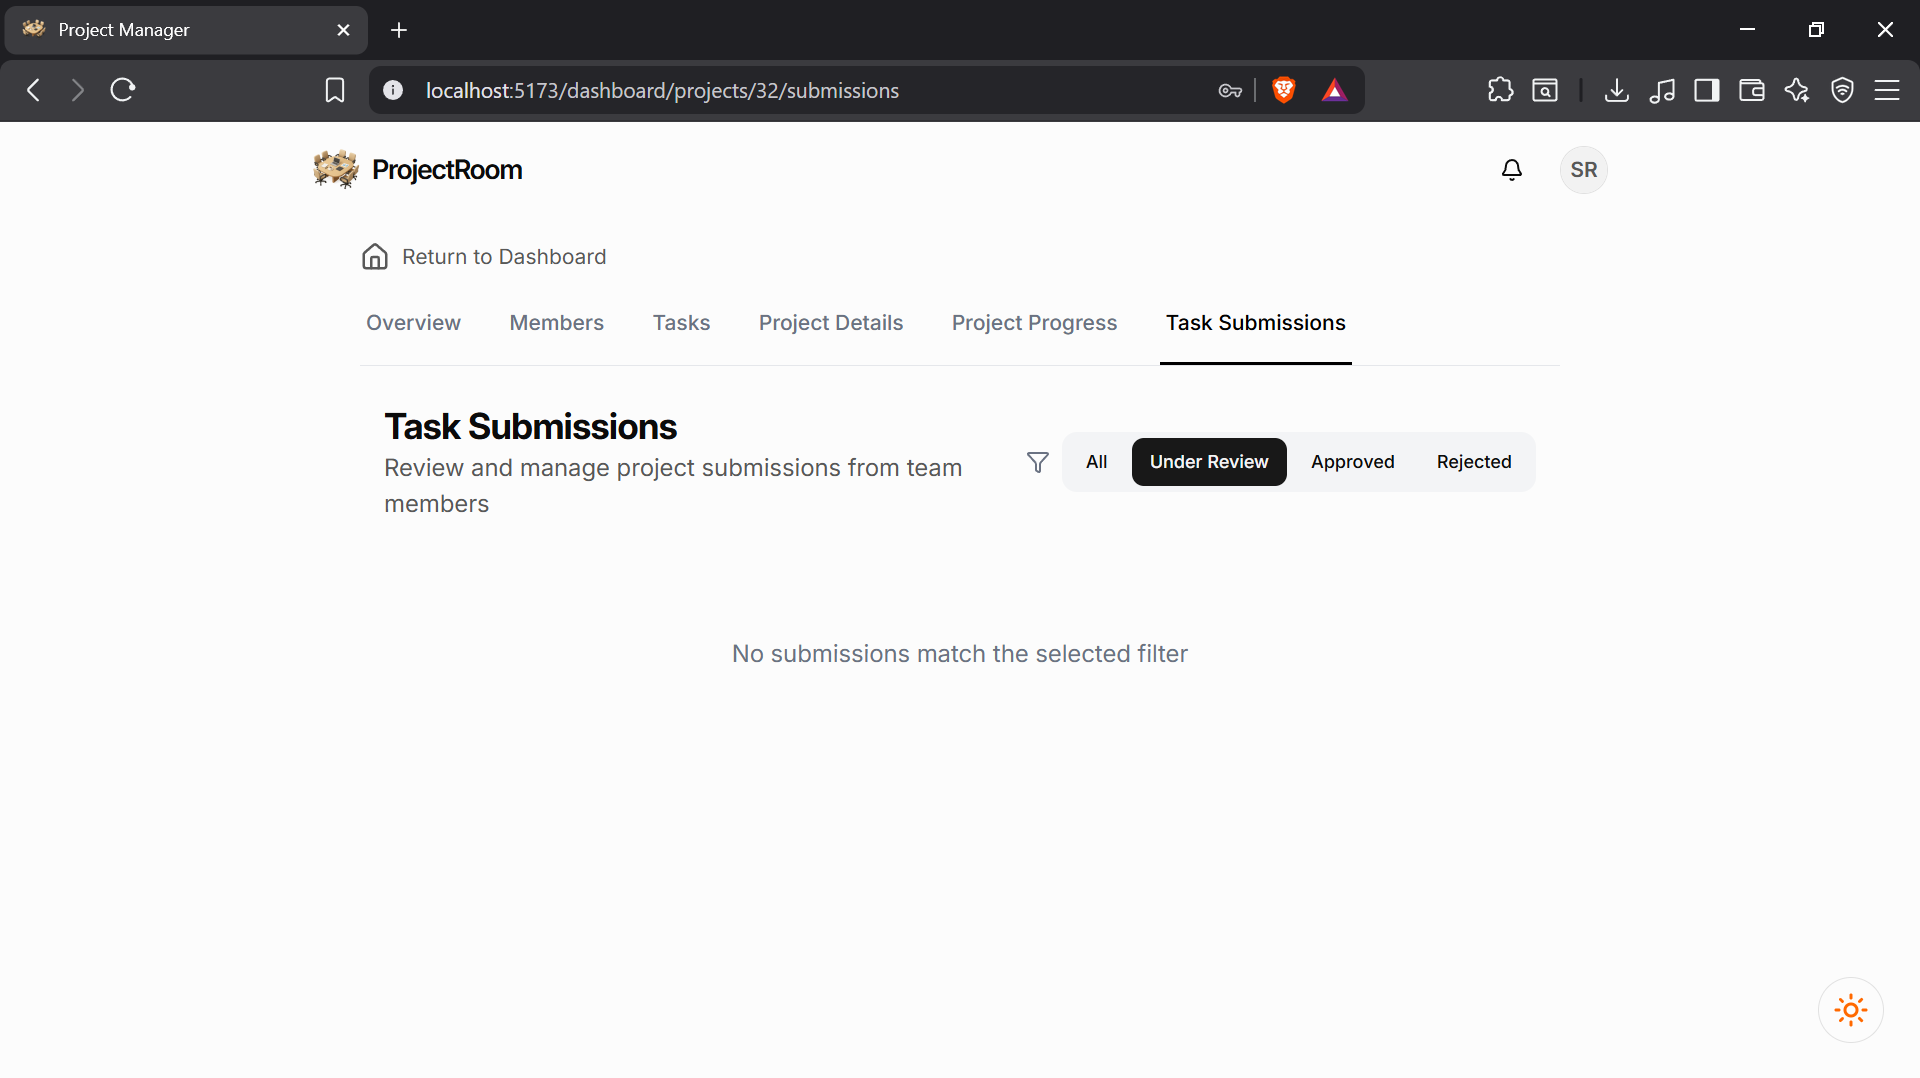 Project Manager
localhost:5173/dashboard/projects/32/submissions
ProjectRoom
SR
Return to Dashboard
Overview
Members
Tasks
Project Details
Project Progress
Task Submissions
Task Submissions
Review and manage project submissions from team
members
All
Under Review
Approved
Rejected
No submissions match the selected filter